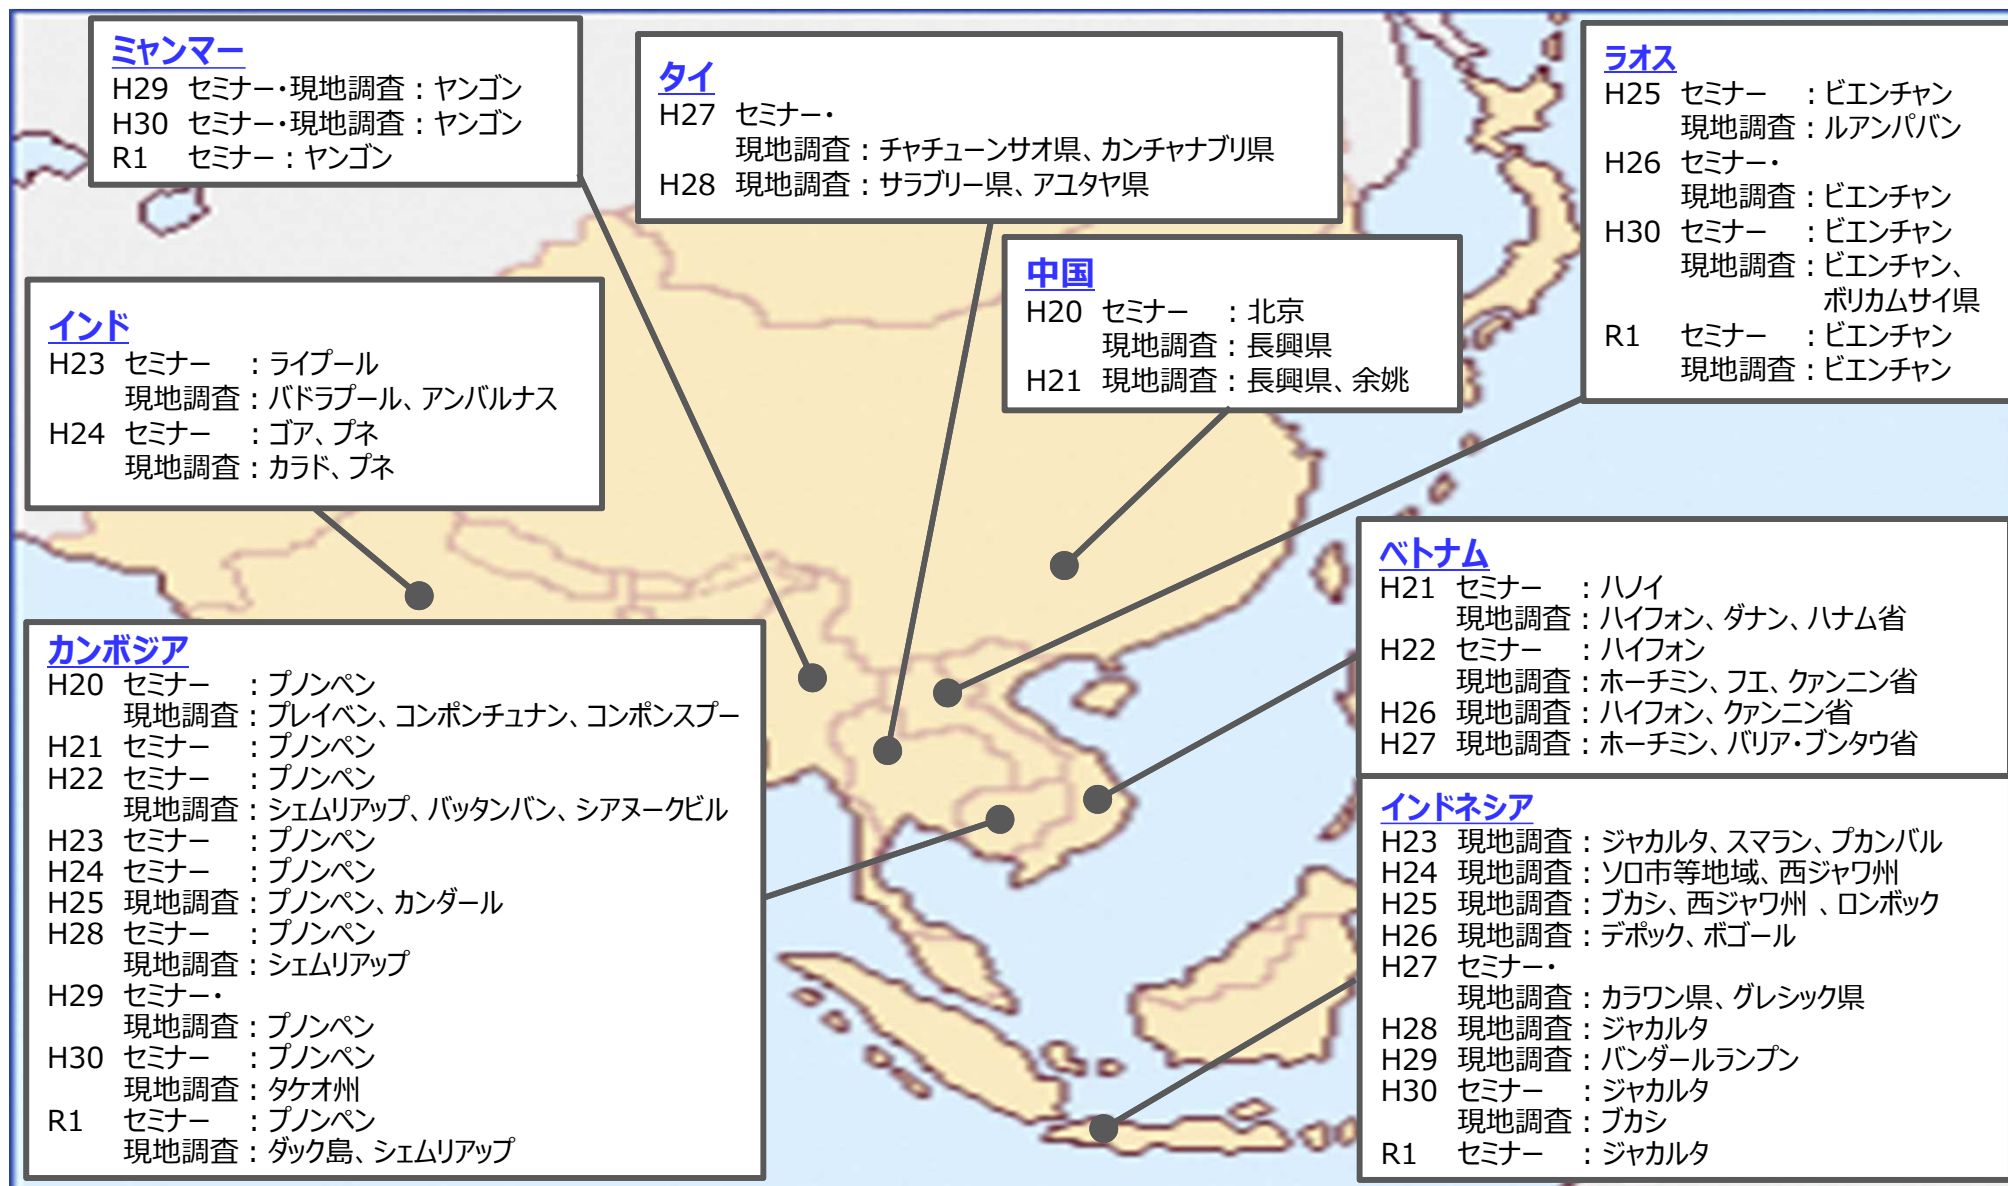 ミャンマー
H29 セミナー・現地調査：ヤンゴン
H30 セミナー・現地調査：ヤンゴン
R1 セミナー：ヤンゴン
タイ
H27 セミナー・
現地調査：チャチューンサオ県、カンチャナブリ県
H28 現地調査：サラブリー県、アユタヤ県
ラオス
H25 セミナー ：ビエンチャン
現地調査：ルアンパバン
H26 セミナー・
現地調査：ビエンチャン
H30 セミナー ：ビエンチャン
現地調査：ビエンチャン、
ボリカムサイ県
R1 セミナー ：ビエンチャン
現地調査：ビエンチャン
中国
H20 セミナー ：北京
現地調査：長興県
H21 現地調査：長興県、余姚
インド
H23 セミナー ：ライプール
現地調査：バドラプール、アンバルナス
H24 セミナー ：ゴア、プネ
現地調査：カラド、プネ
ベトナム
H21 セミナー ：ハノイ
現地調査：ハイフォン、ダナン、ハナム省
H22 セミナー ：ハイフォン
現地調査：ホーチミン、フエ、クァンニン省
H26 現地調査：ハイフォン、クァンニン省
H27 現地調査：ホーチミン、バリア・ブンタウ省
カンボジア
H20 セミナー ：プノンペン
現地調査：プレイベン、コンポンチュナン、コンポンスプー
H21 セミナー ：プノンペン
H22 セミナー ：プノンペン
現地調査：シェムリアップ、バッタンバン、シアヌークビル
H23 セミナー ：プノンペン
H24 セミナー ：プノンペン
H25 現地調査：プノンペン、カンダール
H28 セミナー ：プノンペン
現地調査：シェムリアップ
H29 セミナー・
現地調査：プノンペン
H30 セミナー ：プノンペン
現地調査：タケオ州
R1 セミナー ：プノンペン
現地調査：ダック島、シェムリアップ
インドネシア
H23 現地調査：ジャカルタ、スマラン、プカンバル
H24 現地調査：ソロ市等地域、西ジャワ州
H25 現地調査：ブカシ、西ジャワ州 、ロンボック
H26 現地調査：デポック、ボゴール
H27 セミナー・
現地調査：カラワン県、グレシック県
H28 現地調査：ジャカルタ
H29 現地調査：バンダールランプン
H30 セミナー ：ジャカルタ
現地調査：ブカシ
R1 セミナー ：ジャカルタ